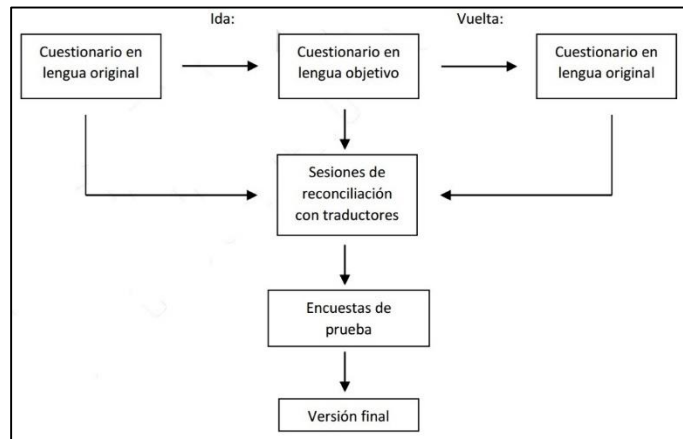 Ida:
Vuelta:
Cuestionario en
lengua original
Cuestionario en
lengua objetivo
Cuestionario en
lengua original
Sesiones de
reconciliación
con traductores
Encuestas de
prueba
Versión final